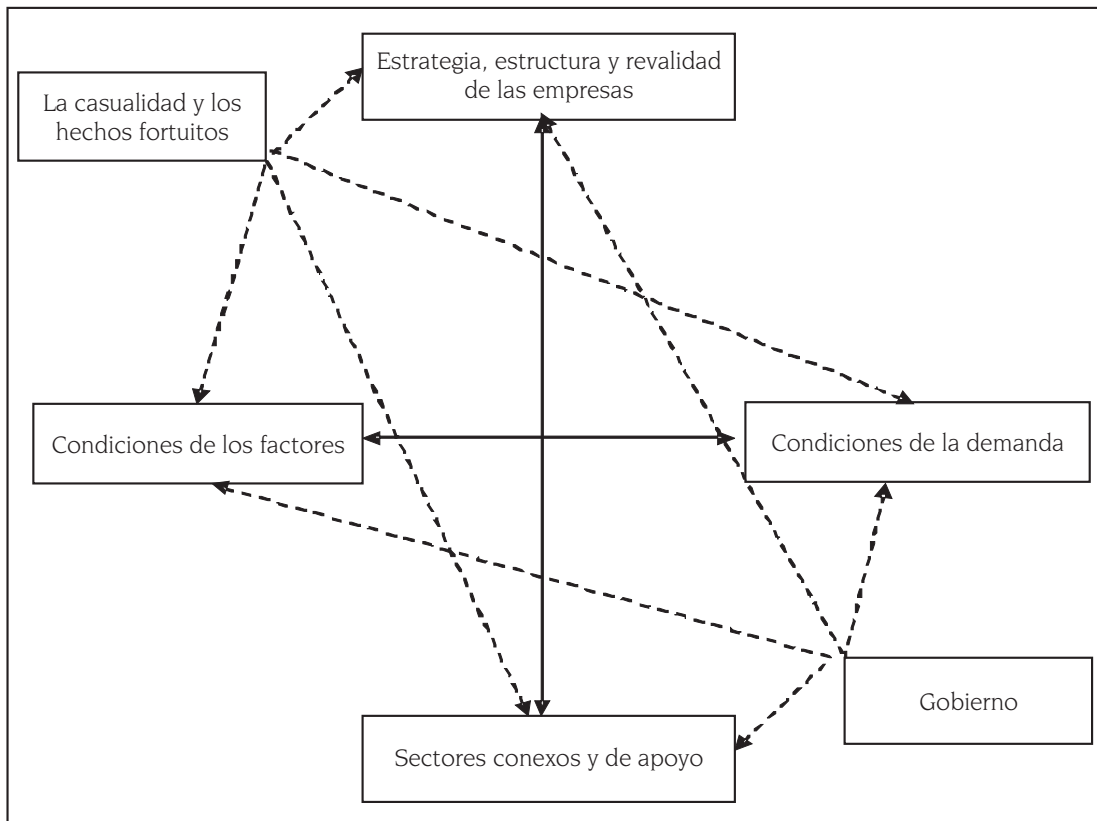 Estrategia, estructura y revalidad
de las empresas
La casualidad y los
hechos fortuitos
Condiciones de los factores
Condiciones de la demanda
Gobierno
Sectores conexos y de apoyo